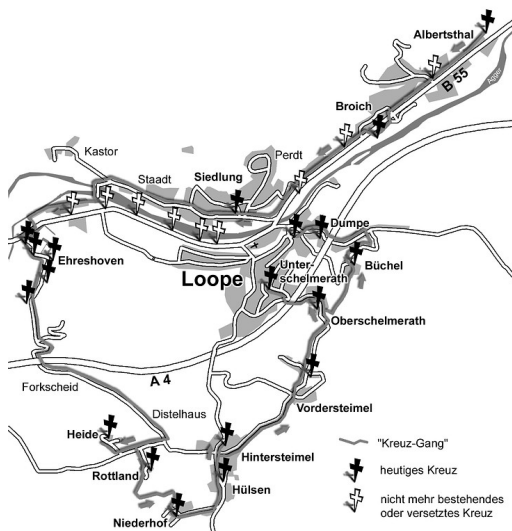 Albertsthal
B 55
Agger
Broich
Kastor
Perdt
Staadt
Siedlung
Dumpe
Ehreshoven
Unter-
schelmerath
Büchel
Loope
Oberschelmerath
A 4
Forkscheid
Vordersteimel
Distelhaus
Heide
"Kreuz-Gang"
Hintersteimel
heutiges Kreuz
Rottland
Hülsen
nicht mehr bestehendes
oder versetztes Kreuz
Niederhof